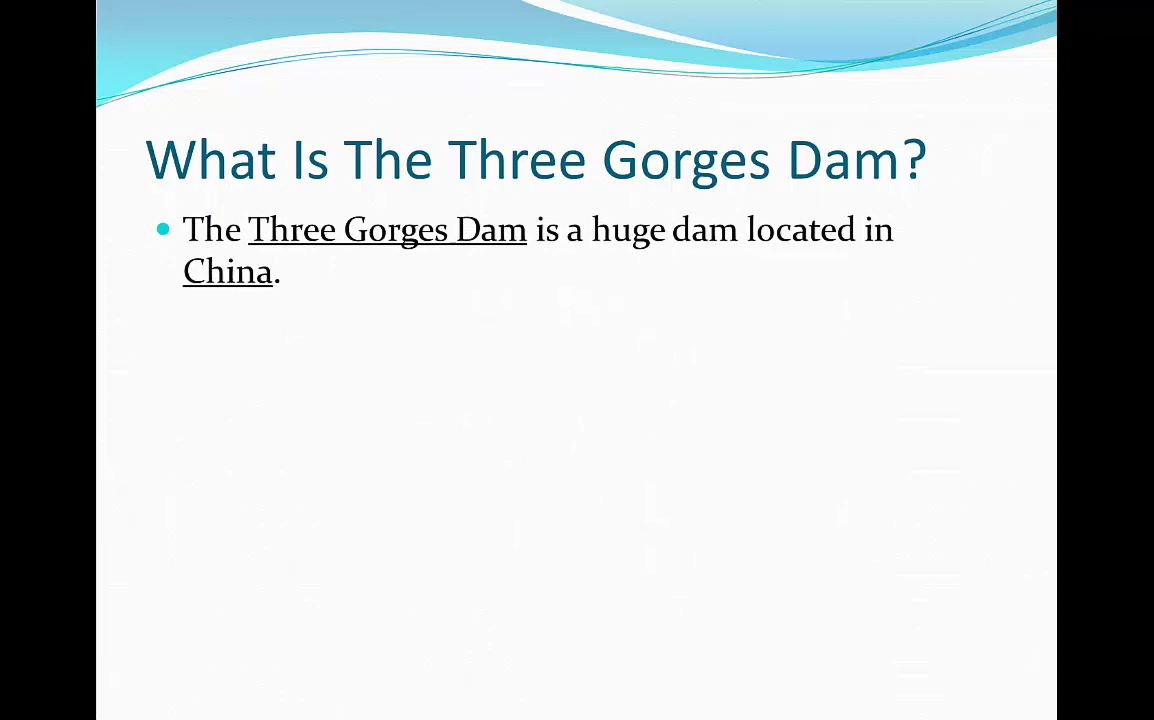 What Is The Three Gorges Dam?
The Three Gorges Dam is a huge dam located in
China.